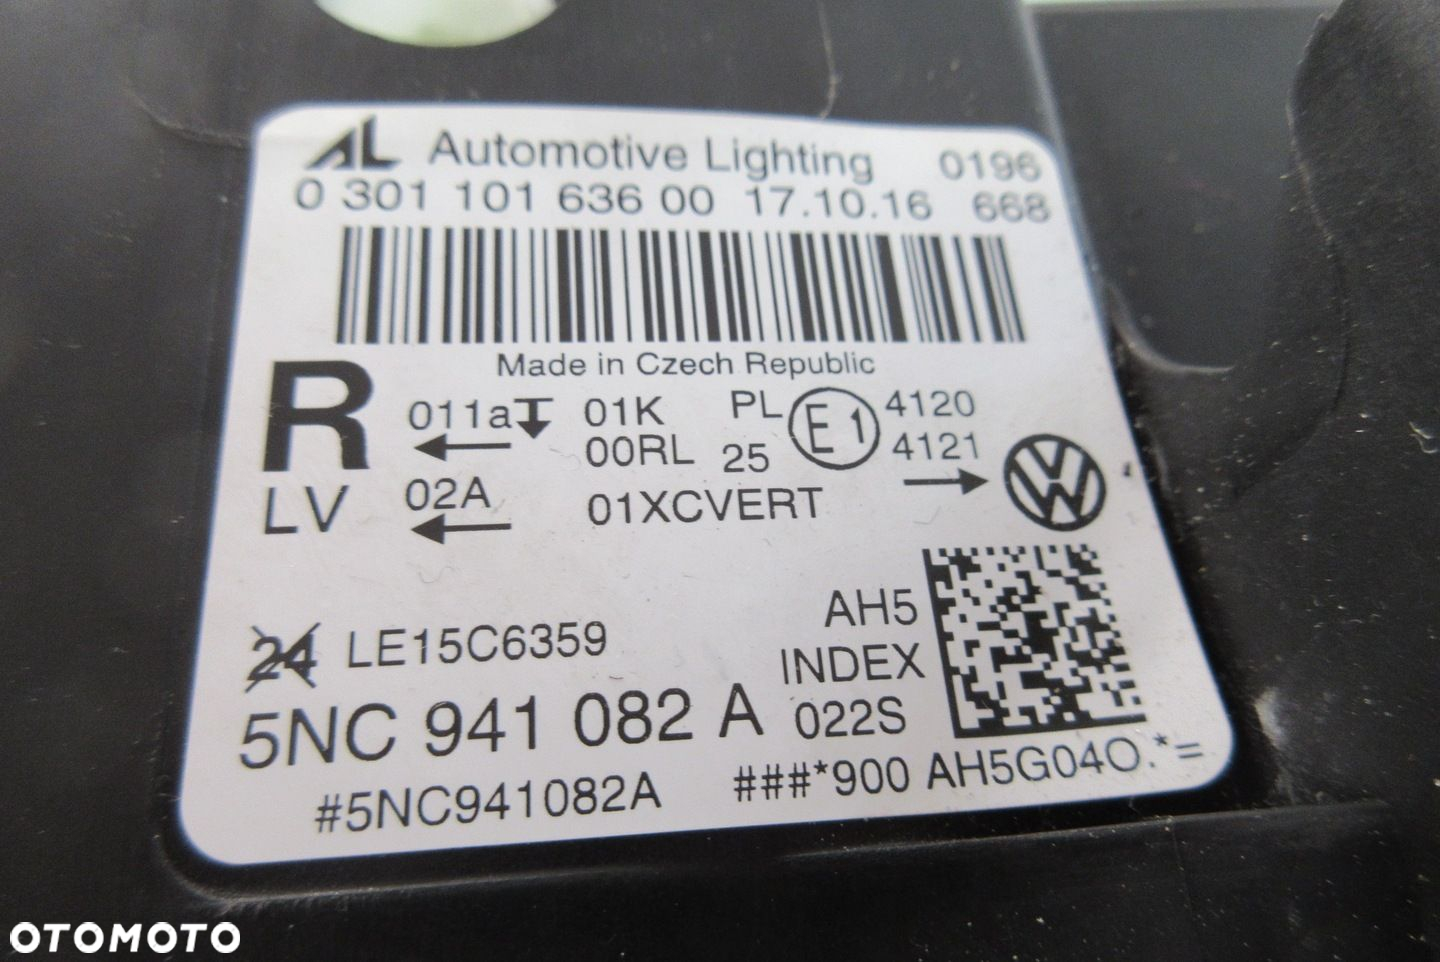 AL Automotive Lighting 0196
0 301 101 636 00 17.10.16 668
Made in Czech Republic
R 011a 01K PL E1 4120
00RL 25 4121
LV 02A 01XCVERT
AH5
24 LE15C6359 INDEX
5NC 941 082 A 022S
#5NC941082A ###*900 AH5G04O.*=
OTOMOTO